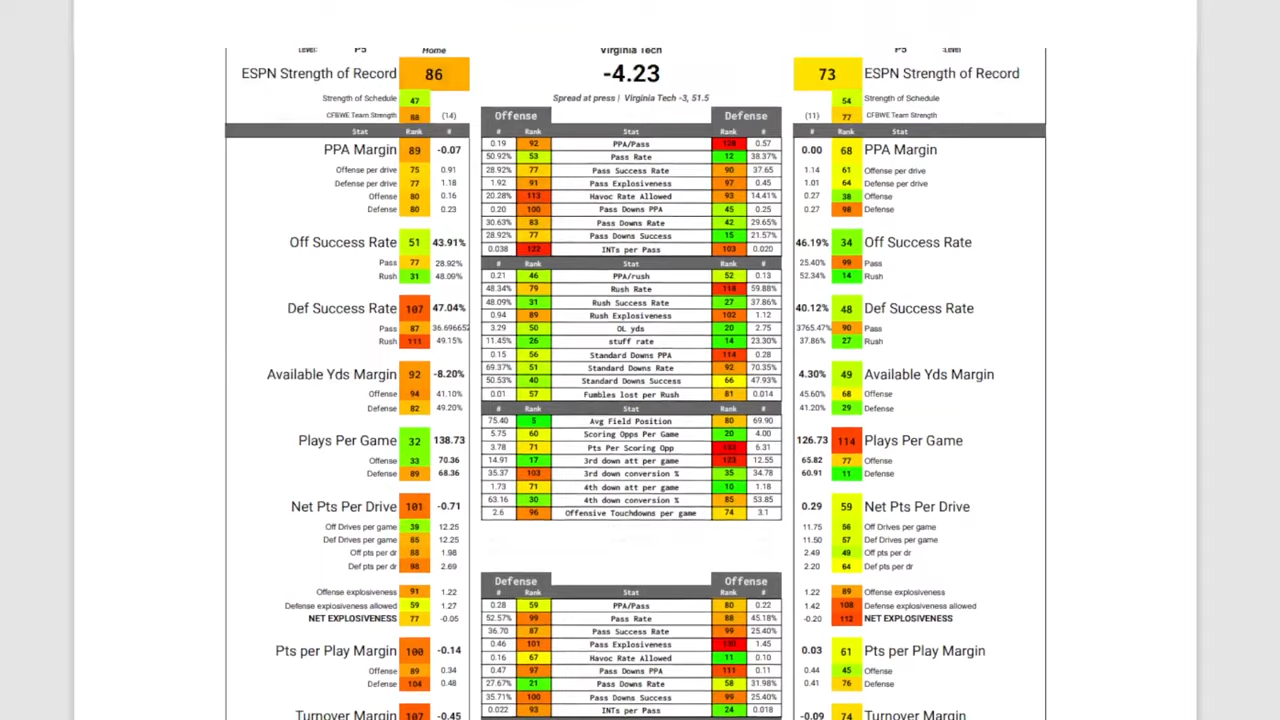 P5 Home Virginia Tech P5
ESPN Strength of Record 86 -4.23 73 ESPN Strength of Record
Strength of Schedule 47 Spread at press | Virginia Tech -3, 51.5 54 Strength of Schedule
CFBWE Team Strength 88 (14) (11) 77 CFBWE Team Strength
Stat Rank #
PPA Margin 89 -0.07
Offense per drive 75 0.91
Defense per drive 77 1.18
Offense 80 0.16
Defense 80 0.23
Off Success Rate 51 43.91%
Pass 77 28.92%
Rush 31 48.09%
Def Success Rate 107 47.04%
Pass 87 36.696652
Rush 111 49.15%
Available Yds Margin 92 -8.20%
Offense 94 41.10%
Defense 82 49.20%
Plays Per Game 32 138.73
Offense 33 70.36
Defense 89 68.36
Net Pts Per Drive 101 -0.71
Off Drives per game 39 12.25
Def Drives per game 85 12.25
Off pts per dr 88 1.98
Def pts per dr 98 2.69
Offense explosiveness 91 1.22
Defense explosiveness allowed 59 1.27
NET EXPLOSIVENESS 77 -0.05
Pts per Play Margin 100 -0.14
Offense 89 0.34
Defense 104 0.48
Turnover Margin 107 -0.45
Offense Defense
# Rank Stat Rank #
0.19 92 PPA/Pass 128 0.57
50.92% 53 Pass Rate 12 38.37%
28.92% 77 Pass Success Rate 90 37.65
1.92 91 Pass Explosiveness 97 0.45
20.28% 113 Havoc Rate Allowed 93 14.41%
0.20 100 Pass Downs PPA 45 0.25
30.63% 83 Pass Downs Rate 42 29.65%
28.92% 77 Pass Downs Success 15 21.57%
0.038 122 INTs per Pass 103 0.020
# Rank Stat Rank #
0.21 46 PPA/rush 52 0.13
48.34% 79 Rush Rate 118 59.88%
48.09% 31 Rush Success Rate 27 37.86%
0.94 89 Rush Explosiveness 102 1.12
3.29 50 OL yds 20 2.75
11.45% 26 stuff rate 14 23.30%
0.15 56 Standard Downs PPA 114 0.28
69.37% 51 Standard Downs Rate 92 70.35%
50.53% 40 Standard Downs Success 66 47.93%
0.01 57 Fumbles lost per Rush 81 0.014
# Rank Stat Rank #
75.40 5 Avg Field Position 80 69.90
5.75 60 Scoring Opps Per Game 20 4.00
3.78 71 Pts Per Scoring Opp 6.31
14.91 17 3rd down att per game 123 12.55
35.37 103 3rd down conversion % 35 34.78
1.73 71 4th down att per game 10 1.18
63.16 30 4th down conversion % 85 53.85
2.6 96 Offensive Touchdowns per game 74 3.1
Defense Offense
# Rank Stat Rank #
0.28 59 PPA/Pass 80 0.22
52.57% 99 Pass Rate 88 45.18%
36.70 87 Pass Success Rate 99 25.40%
0.46 101 Pass Explosiveness 1.45
0.16 67 Havoc Rate Allowed 11 0.10
0.47 97 Pass Downs PPA 111 0.11
27.67% 21 Pass Downs Rate 58 31.98%
35.71% 100 Pass Downs Success 99 25.40%
0.022 93 INTs per Pass 24 0.018
# Rank Stat
0.00 68 PPA Margin
1.14 61 Offense per drive
1.01 64 Defense per drive
0.27 38 Offense
0.27 98 Defense
46.19% 34 Off Success Rate
25.40% 99 Pass
52.34% 14 Rush
40.12% 48 Def Success Rate
3765.47% 90 Pass
37.86% 27 Rush
4.30% 49 Available Yds Margin
45.60% 68 Offense
41.20% 29 Defense
126.73 114 Plays Per Game
65.82 77 Offense
60.91 11 Defense
0.29 59 Net Pts Per Drive
11.75 56 Off Drives per game
11.50 57 Def Drives per game
2.49 49 Off pts per dr
2.20 64 Def pts per dr
1.22 89 Offense explosiveness
1.42 108 Defense explosiveness allowed
-0.20 112 NET EXPLOSIVENESS
0.03 61 Pts per Play Margin
0.44 45 Offense
0.41 76 Defense
-0.09 74 Turnover Margin